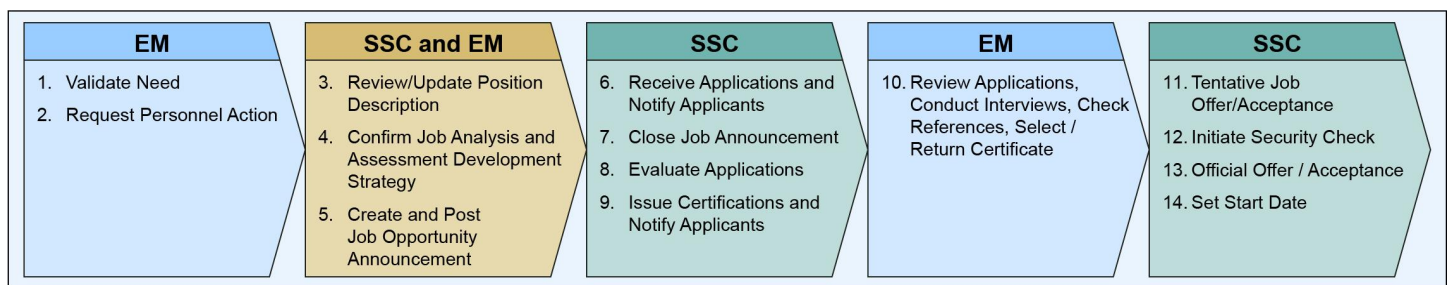 EM
1. Validate Need
2. Request Personnel Action
SSC and EM
3. Review/Update Position
Description
4. Confirm Job Analysis and
Assessment Development
Strategy
5. Create and Post
Job Opportunity
Announcement
SSC
6. Receive Applications and
Notify Applicants
7. Close Job Announcement
8. Evaluate Applications
9. Issue Certifications and
Notify Applicants
EM
10. Review Applications,
Conduct Interviews, Check
References, Select /
Return Certificate
SSC
11. Tentative Job
Offer/Acceptance
12. Initiate Security Check
13. Official Offer / Acceptance
14. Set Start Date